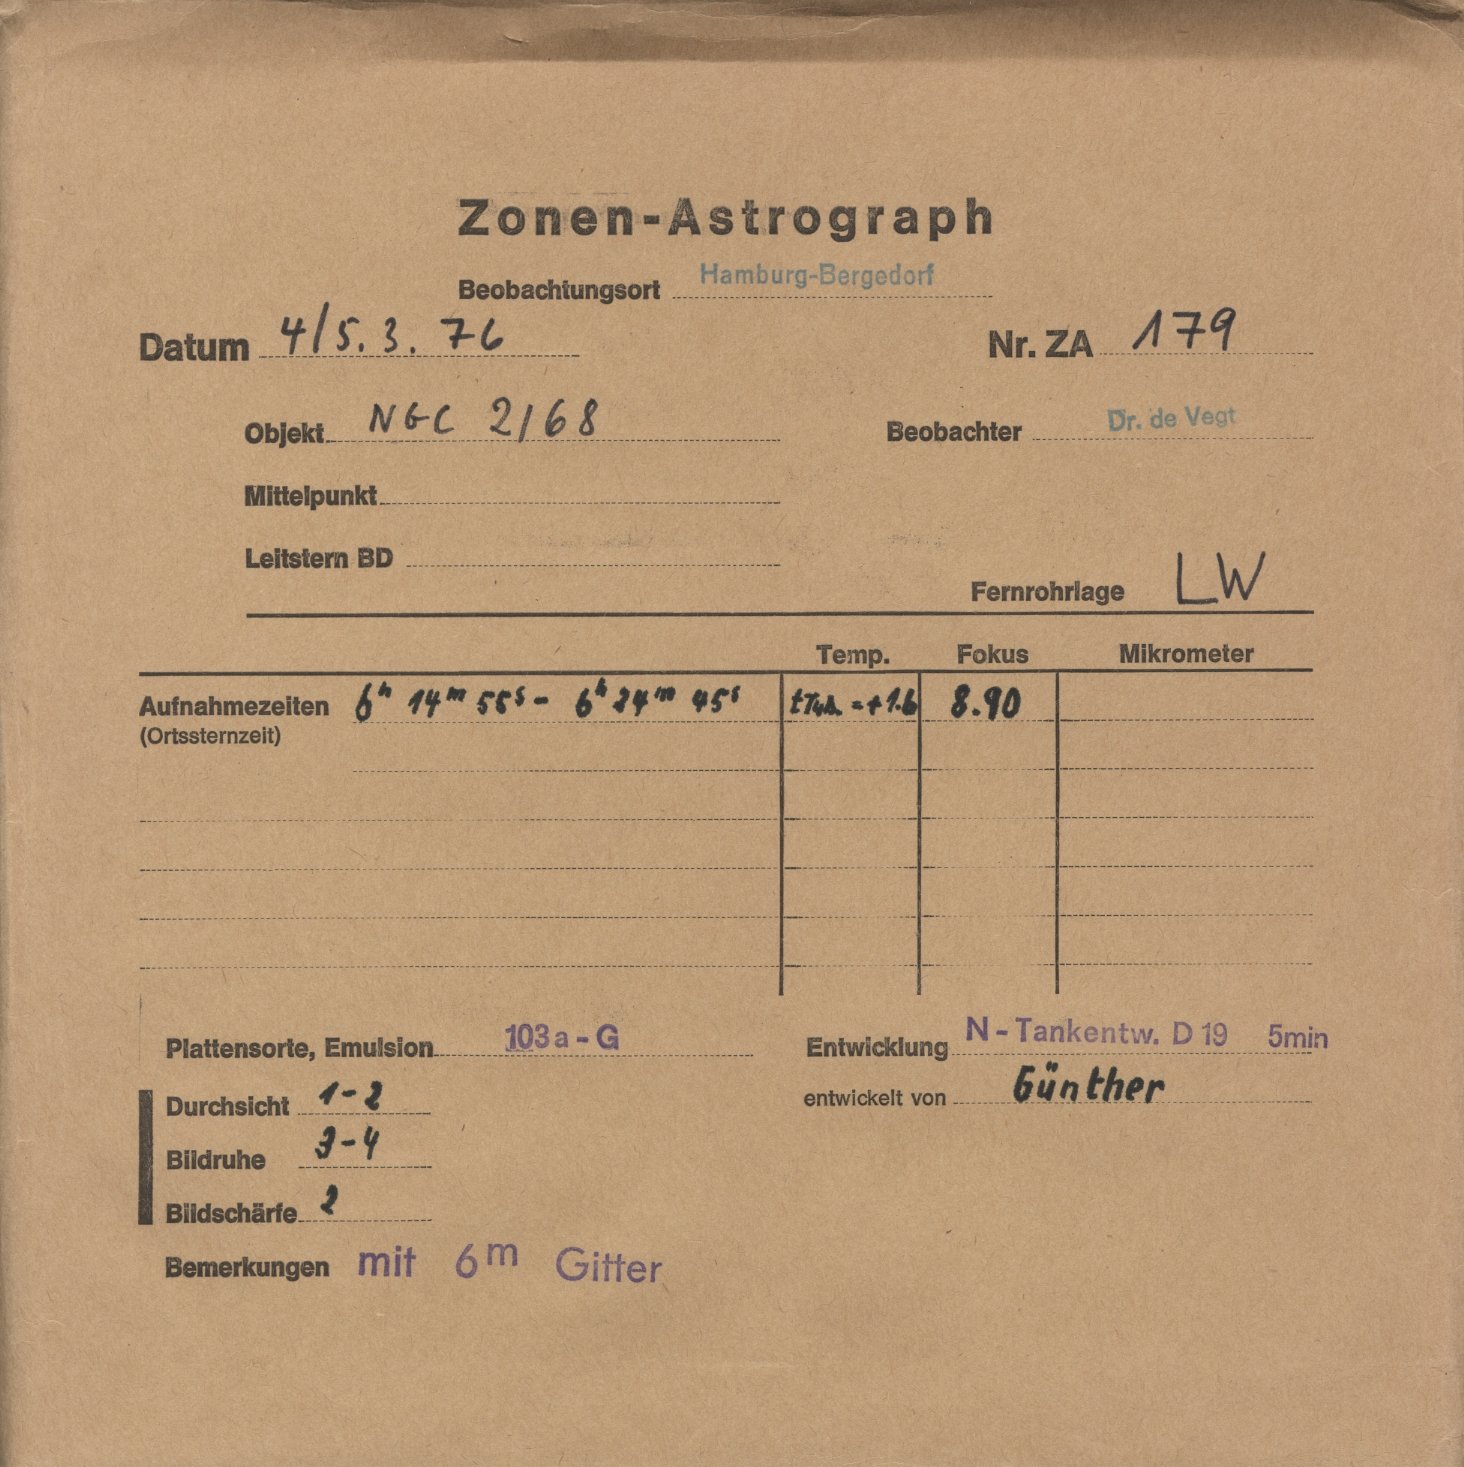 Zonen-Astrograph
Beobachtungsort Hamburg-Bergedorf
Datum 4/5. 3. 76 Nr. ZA 179
Objekt NGC 2168 Beobachter Dr. de Vegt
Mittelpunkt
Leitstern BD
Fernrohrlage LW
Temp. Fokus Mikrometer
Aufnahmezeiten 6h 14m 55s - 6h 24m 45s = +1.6 8.90
(Ortssternzeit)
Plattensorte, Emulsion 103a-G Entwicklung N-Tankentw. D 19 5min
Durchsicht 1-2 entwickelt von Günther
Bildruhe 3-4
Bildschärfe 2
Bemerkungen mit 6m Gitter